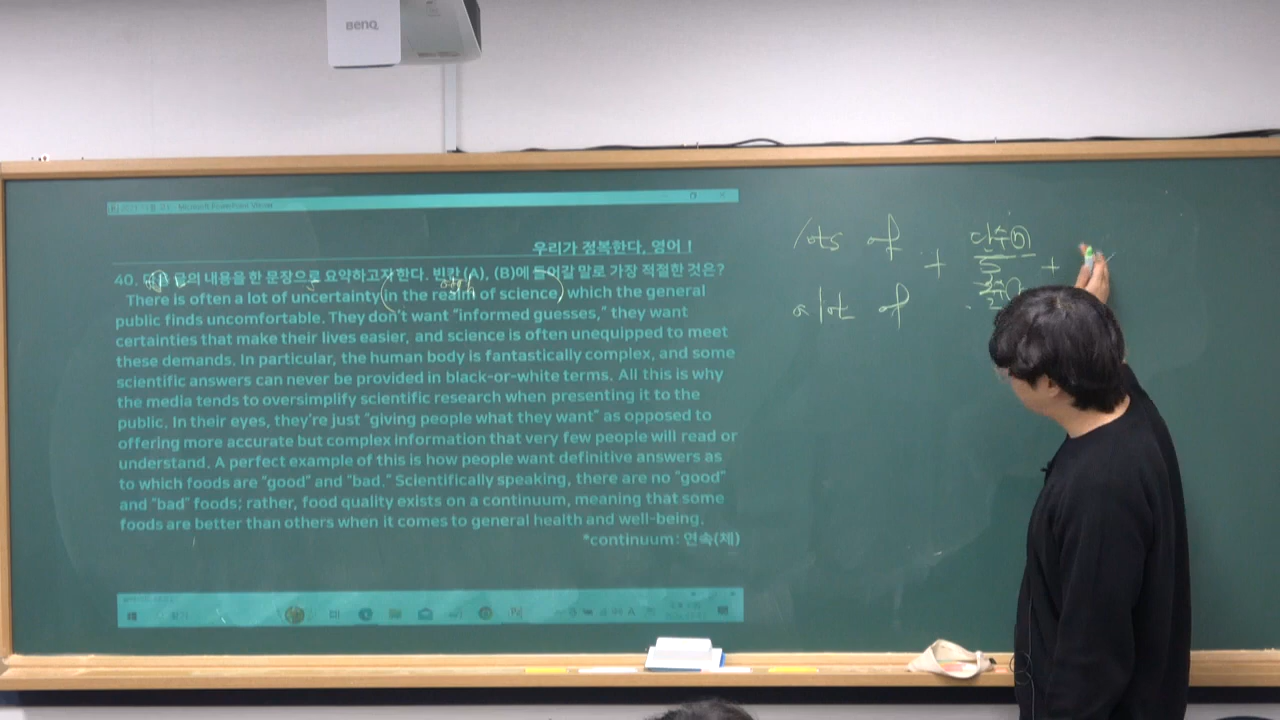 BenQ
Microsoft PowerPoint Viewer
우리가 정복한다, 영어 !
40. 의 내용을 한 문장으로 요약하고자 한다. 빈칸 (A), (B)에 들어갈 말로 가장 적절한 것은?
There is often a lot of uncertainty in the realm of science, which the general
public finds uncomfortable. They don't want "informed guesses," they want
certainties that make their lives easier, and science is often unequipped to meet
these demands. In particular, the human body is fantastically complex, and some
scientific answers can never be provided in black-or-white terms. All this is why
the media tends to oversimplify scientific research when presenting it to the
public. In their eyes, they're just "giving people what they want" as opposed to
offering more accurate but complex information that very few people will read or
understand. A perfect example of this is how people want definitive answers as
to which foods are "good" and "bad." Scientifically speaking, there are no "good"
and "bad" foods; rather, food quality exists on a continuum, meaning that some
foods are better than others when it comes to general health and well-being.
*continuum: 연속(체)
lots of
a lot of
+
다수
+